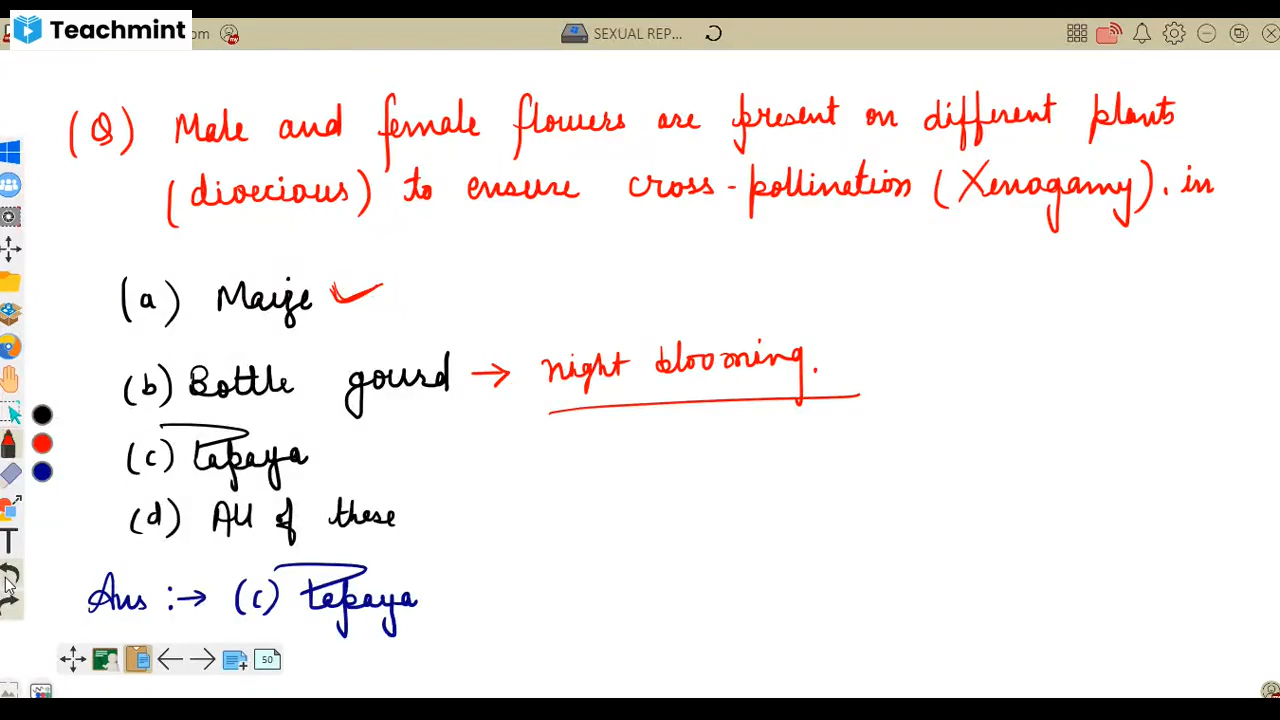 Teachmint
om
SEXUAL REP...
(Q) Male and female flowers are present on different plants
(dioecious) to ensure cross-pollination (Xenogamy). in
(a) Maize
(b) Bottle gourd → night blooming.
(c) Papaya
(d) All of these
Ans :→ (c) Papaya
T
50